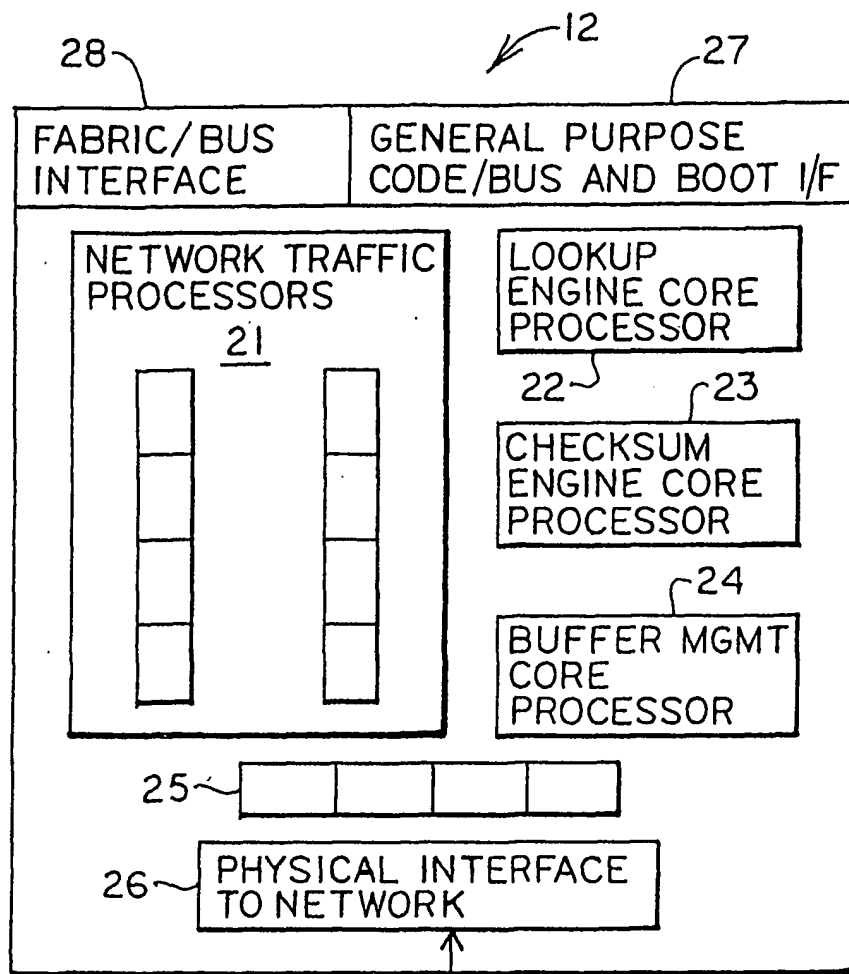 12
28
27
FABRIC/BUS
INTERFACE
GENERAL PURPOSE
CODE/BUS AND BOOT I/F
NETWORK TRAFFIC
PROCESSORS
21
LOOKUP
ENGINE CORE
PROCESSOR
22
23
CHECKSUM
ENGINE CORE
PROCESSOR
24
BUFFER MGMT
CORE
PROCESSOR
25
26
PHYSICAL INTERFACE
TO NETWORK